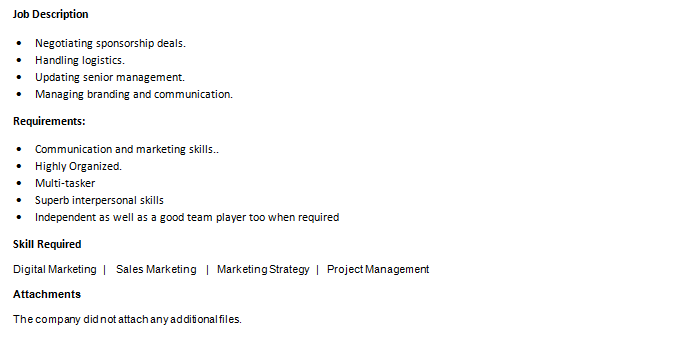 Job Description
• Negotiating sponsorship deals.
• Handling logistics.
• Updating senior management.
• Managing branding and communication.
Requirements:
• Communication and marketing skills..
• Highly Organized.
• Multi-tasker
• Superb interpersonal skills
• Independent as well as a good team player too when required
Skill Required
Digital Marketing | Sales Marketing | Marketing Strategy | Project Management
Attachments
The company did not attach any additional files.